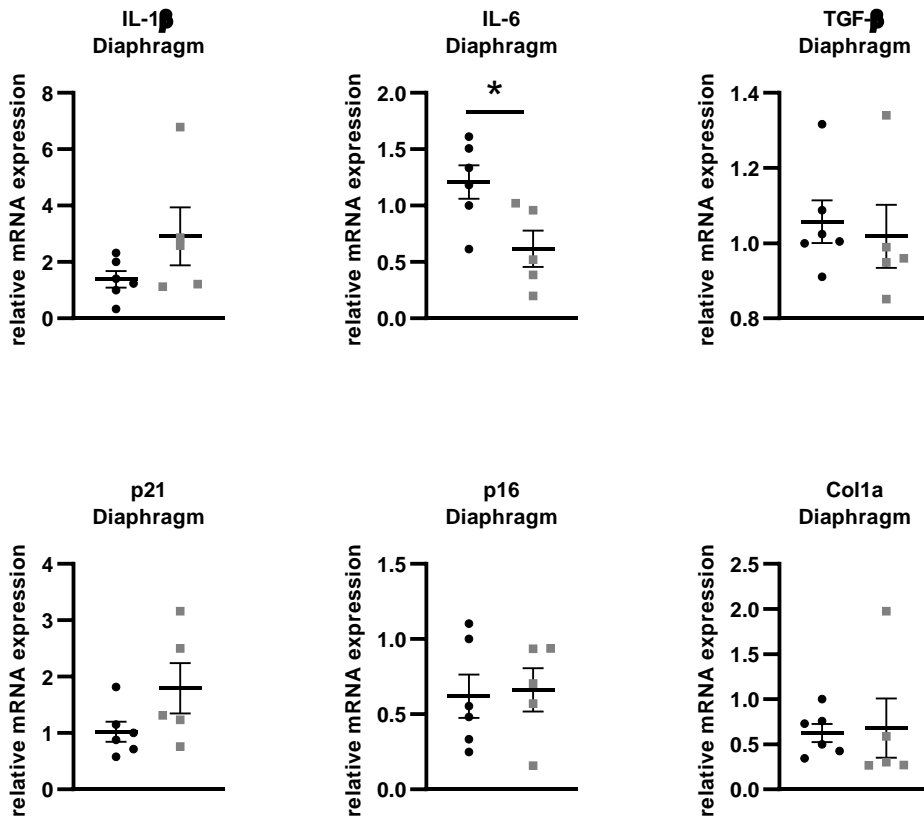 IL-1β
Diaphragm
relative mRNA expression
8
6
4
2
0
IL-6
Diaphragm
relative mRNA expression
2.0
1.5
1.0
0.5
0.0
*
TGF-β
Diaphragm
relative mRNA expression
1.4
1.2
1.0
0.8
p21
Diaphragm
relative mRNA expression
4
3
2
1
0
p16
Diaphragm
relative mRNA expression
1.5
1.0
0.5
0.0
Col1a
Diaphragm
relative mRNA expression
2.5
2.0
1.5
1.0
0.5
0.0